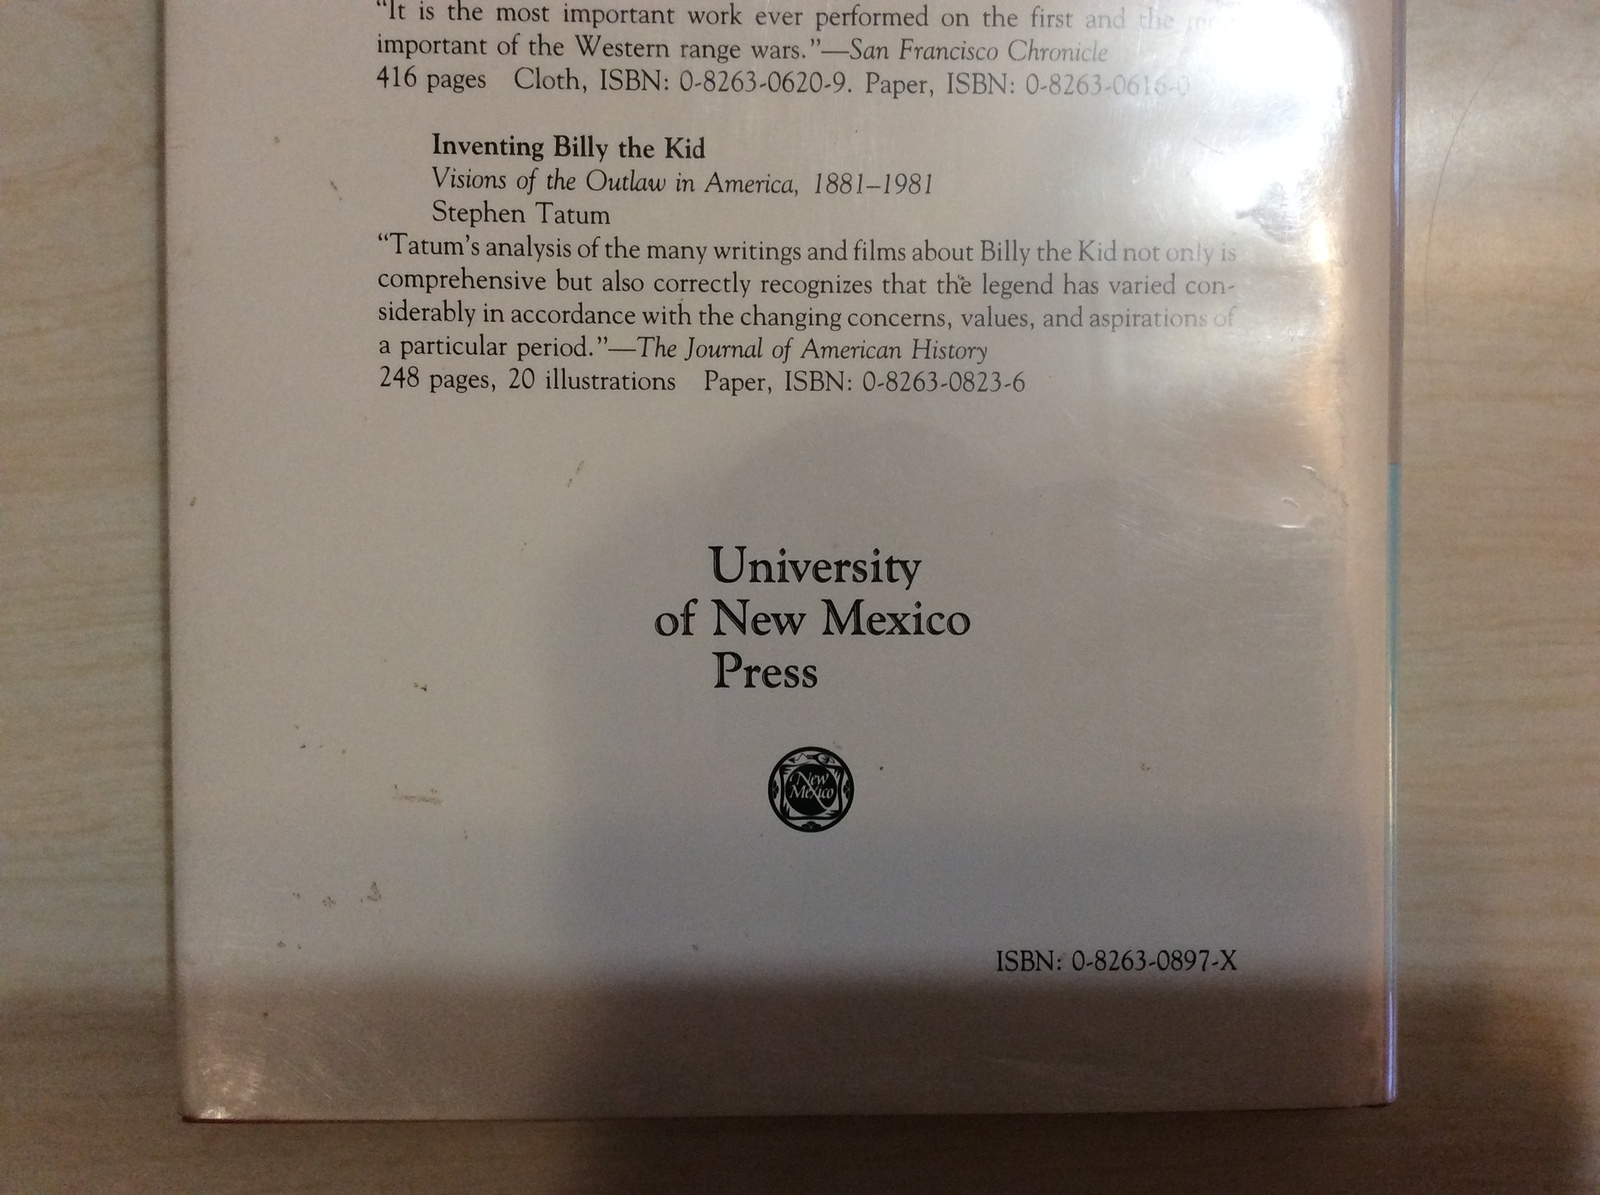 "It is the most important work ever performed on the first and the most
important of the Western range wars."—San Francisco Chronicle
416 pages Cloth, ISBN: 0-8263-0620-9. Paper, ISBN: 0-8263-0616-0
Inventing Billy the Kid
Visions of the Outlaw in America, 1881–1981
Stephen Tatum
"Tatum's analysis of the many writings and films about Billy the Kid not only is
comprehensive but also correctly recognizes that the legend has varied con-
siderably in accordance with the changing concerns, values, and aspirations of
a particular period."—The Journal of American History
248 pages, 20 illustrations Paper, ISBN: 0-8263-0823-6
University
of New Mexico
Press
New
Mexico
ISBN: 0-8263-0897-X